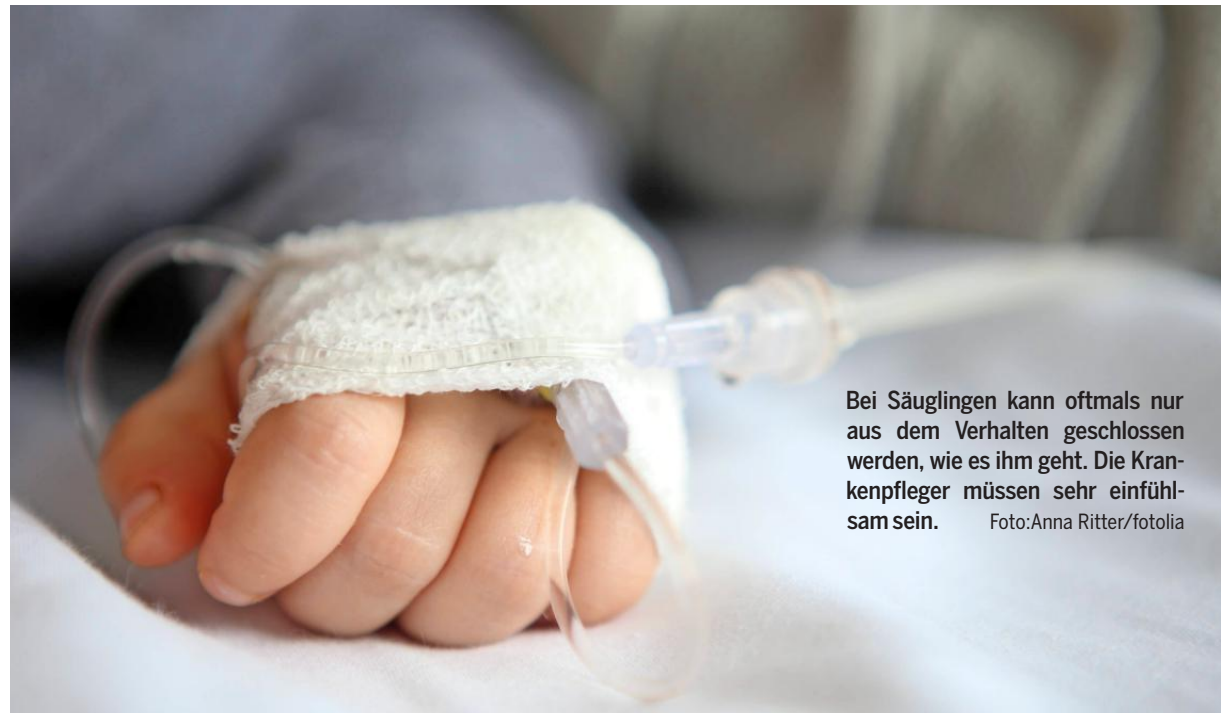 Bei Säuglingen kann oftmals nur
aus dem Verhalten geschlossen
werden, wie es ihm geht. Die Kran-
kenpfleger müssen sehr einfühl-
sam sein. Foto:Anna Ritter/fotolia